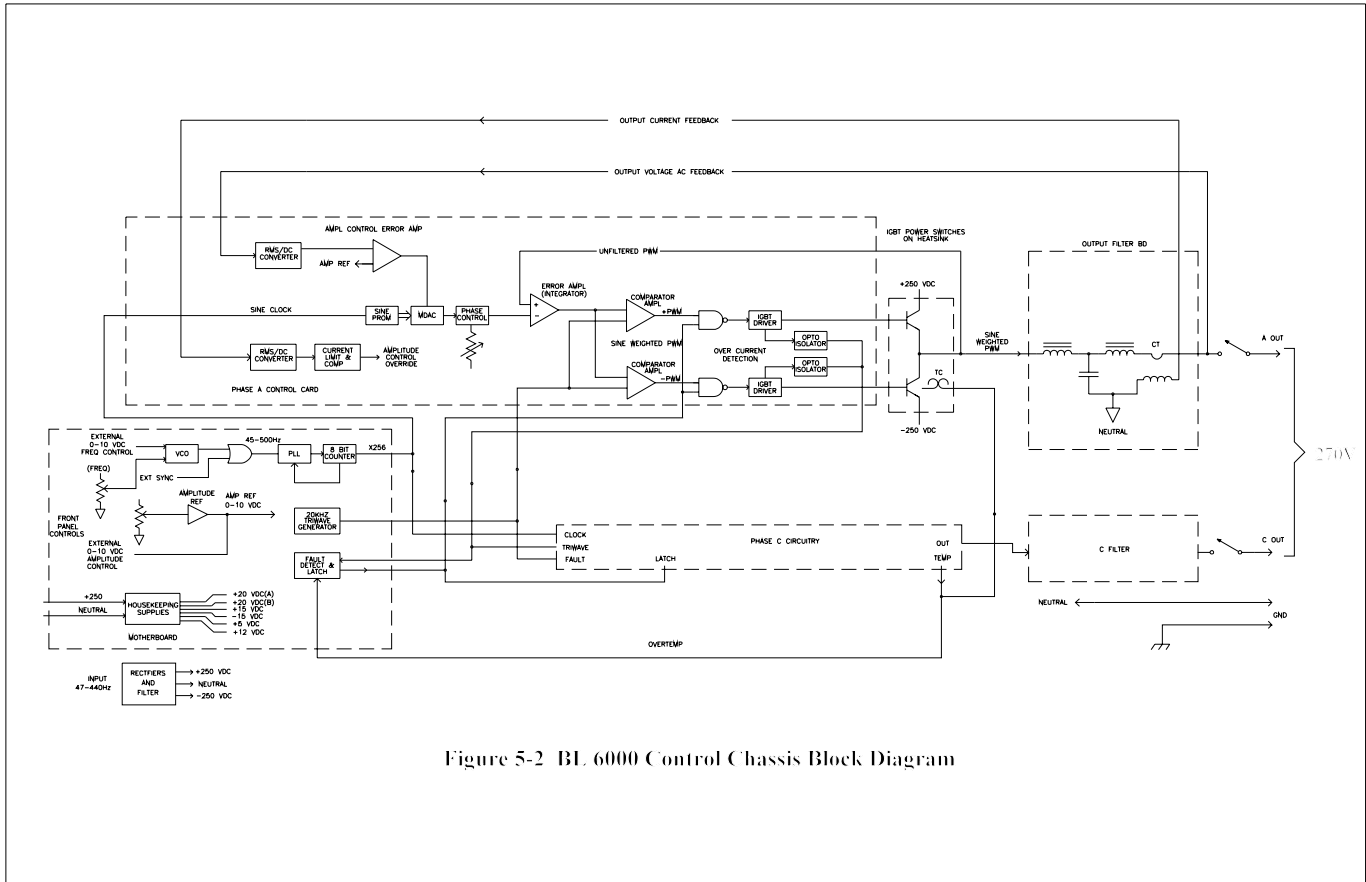 OUTPUT CURRENT FEEDBACK
OUTPUT VOLTAGE AC FEEDBACK
AMPL CONTROL ERROR AMP
IGBT POWER SWITCHES
ON HEATSINK
OUTPUT FILTER BD
RMS/DC
CONVERTER
AMP REF
UNFILTERED PWM
ERROR AMPL
(INTEGRATOR)
+
-
COMPARATOR
AMPL
+PWM
IGBT
DRIVER
+250 VDC
SINE CLOCK
SINE
PROM
MDAC
PHASE
CONTROL
SINE WEIGHTED PWM
OVER CURRENT
DETECTION
OPTO
ISOLATOR
OPTO
ISOLATOR
SINE
WEIGHTED
PWM
CT
A OUT
RMS/DC
CONVERTER
CURRENT
LIMIT &
COMP
AMPLITUDE
CONTROL
OVERRIDE
COMPARATOR
AMPL
-PWM
IGBT
DRIVER
TC
PHASE A CONTROL CARD
-250 VDC
NEUTRAL
EXTERNAL
0-10 VDC
FREQ CONTROL
VCO
45-500Hz
PLL
8 BIT
COUNTER
X256
270V
(FREQ)
EXT SYNC
AMPLITUDE
REF
AMP REF
0-10 VDC
FRONT
PANEL
CONTROLS
20KHZ
TRIWAVE
GENERATOR
EXTERNAL
0-10 VDC
AMPLITUDE
CONTROL
FAULT
DETECT &
LATCH
CLOCK
TRIWAVE
FAULT
LATCH
PHASE C CIRCUITRY
OUT
TEMP
C FILTER
C OUT
+250
NEUTRAL
HOUSEKEEPING
SUPPLIES
+20 VDC(A)
+20 VDC(B)
+15 VDC
-15 VDC
+5 VDC
+12 VDC
MOTHERBOARD
NEUTRAL
GND
OVERTEMP
INPUT
47-440Hz
RECTFIERS
AND
FILTER
+250 VDC
NEUTRAL
-250 VDC
Figure 5-2 BL 6000 Control Chassis Block Diagram